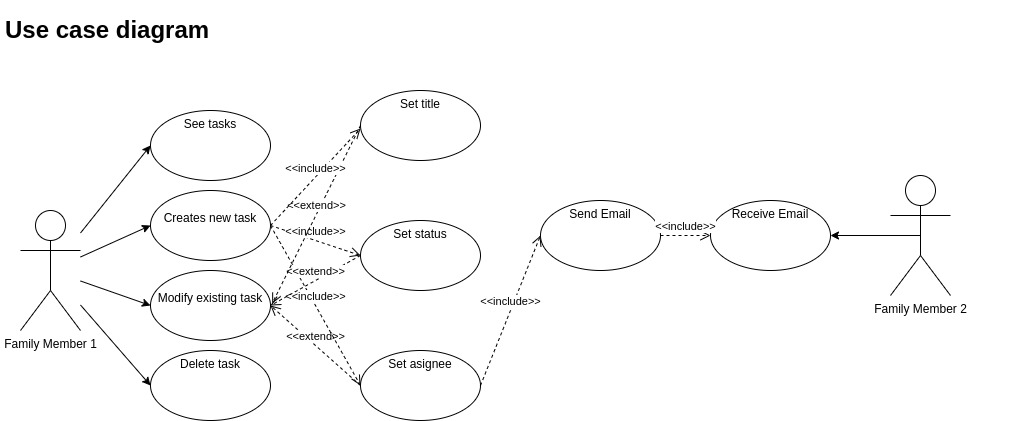 Use case diagram
Set title
See tasks
<<include>>
<<extend>>
Creates new task
Set status
Send Email
<<include>>
Receive Email
<<include>>
<<extend>>
Modify existing task
<<include>>
<<include>>
Family Member 2
<<extend>>
Family Member 1
Delete task
Set asignee